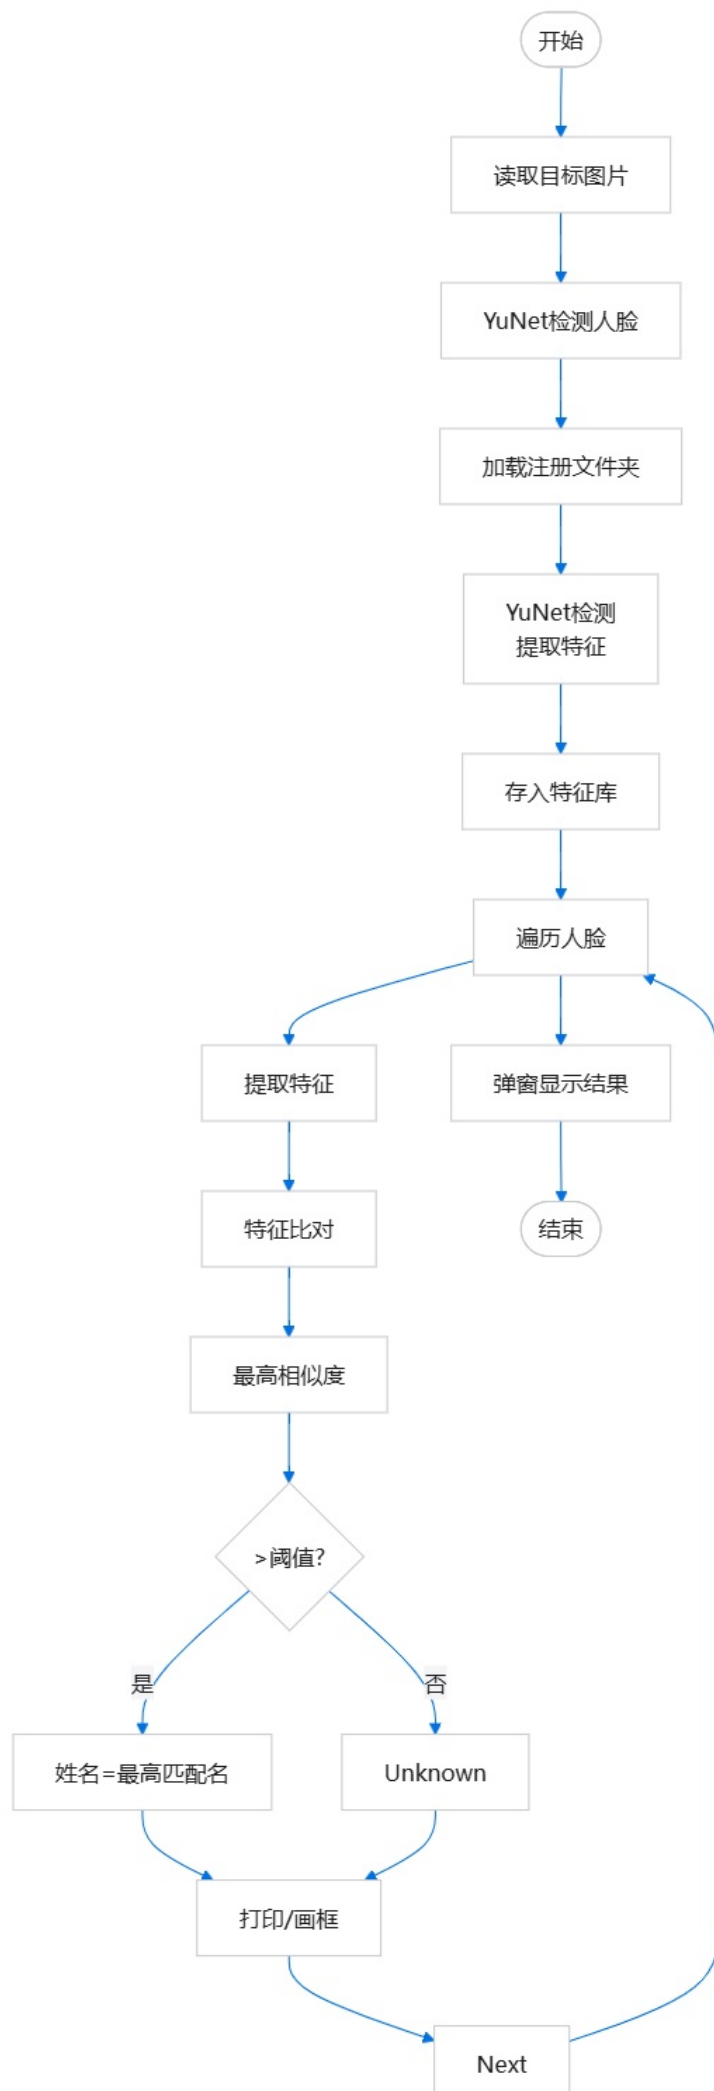 开始
读取目标图片
YuNet检测人脸
加载注册文件夹
YuNet检测
提取特征
存入特征库
遍历人脸
提取特征
弹窗显示结果
特征比对
结束
最高相似度
>阈值?
是
否
姓名=最高匹配名
Unknown
打印/画框
Next